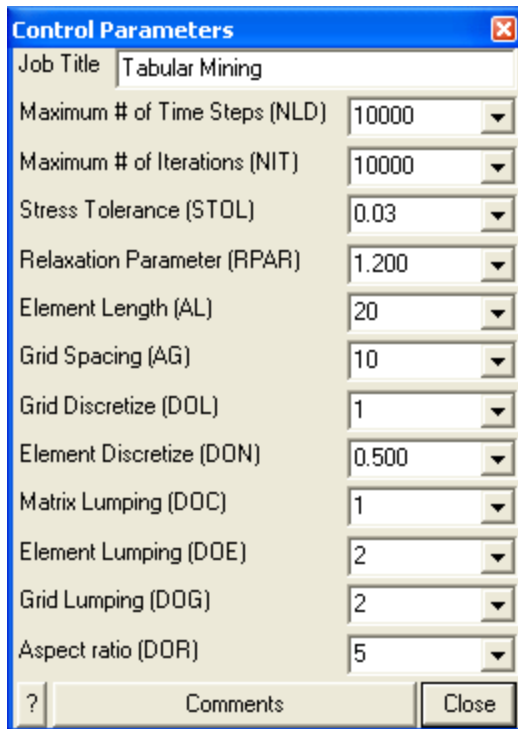 Control Parameters
Job Title Tabular Mining
Maximum # of Time Steps (NLD) 10000
Maximum # of Iterations (NIT) 10000
Stress Tolerance (STOL) 0.03
Relaxation Parameter (RPAR) 1.200
Element Length (AL) 20
Grid Spacing (AG) 10
Grid Discretize (DOL) 1
Element Discretize (DON) 0.500
Matrix Lumping (DOC) 1
Element Lumping (DOE) 2
Grid Lumping (DOG) 2
Aspect ratio (DOR) 5
? Comments Close